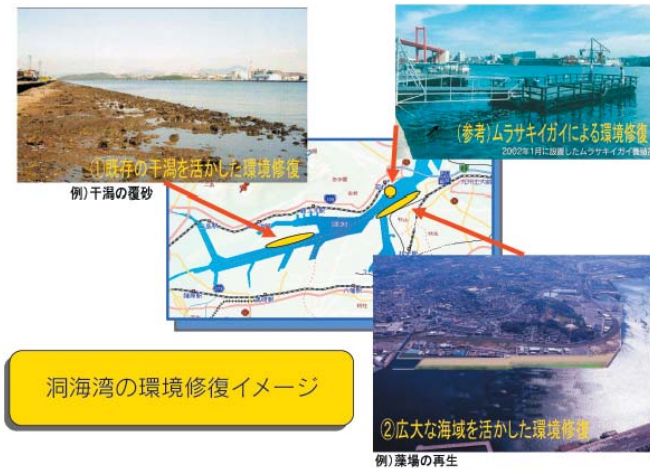 ①既存の干潟を活かした環境修復
例)干潟の覆砂
(参考)ムラサキイガイによる環境修復
2002年1月に設置したムラサキイガイ養殖
洞海湾の環境修復イメージ
②広大な海域を活かした環境修復
例)藻場の再生